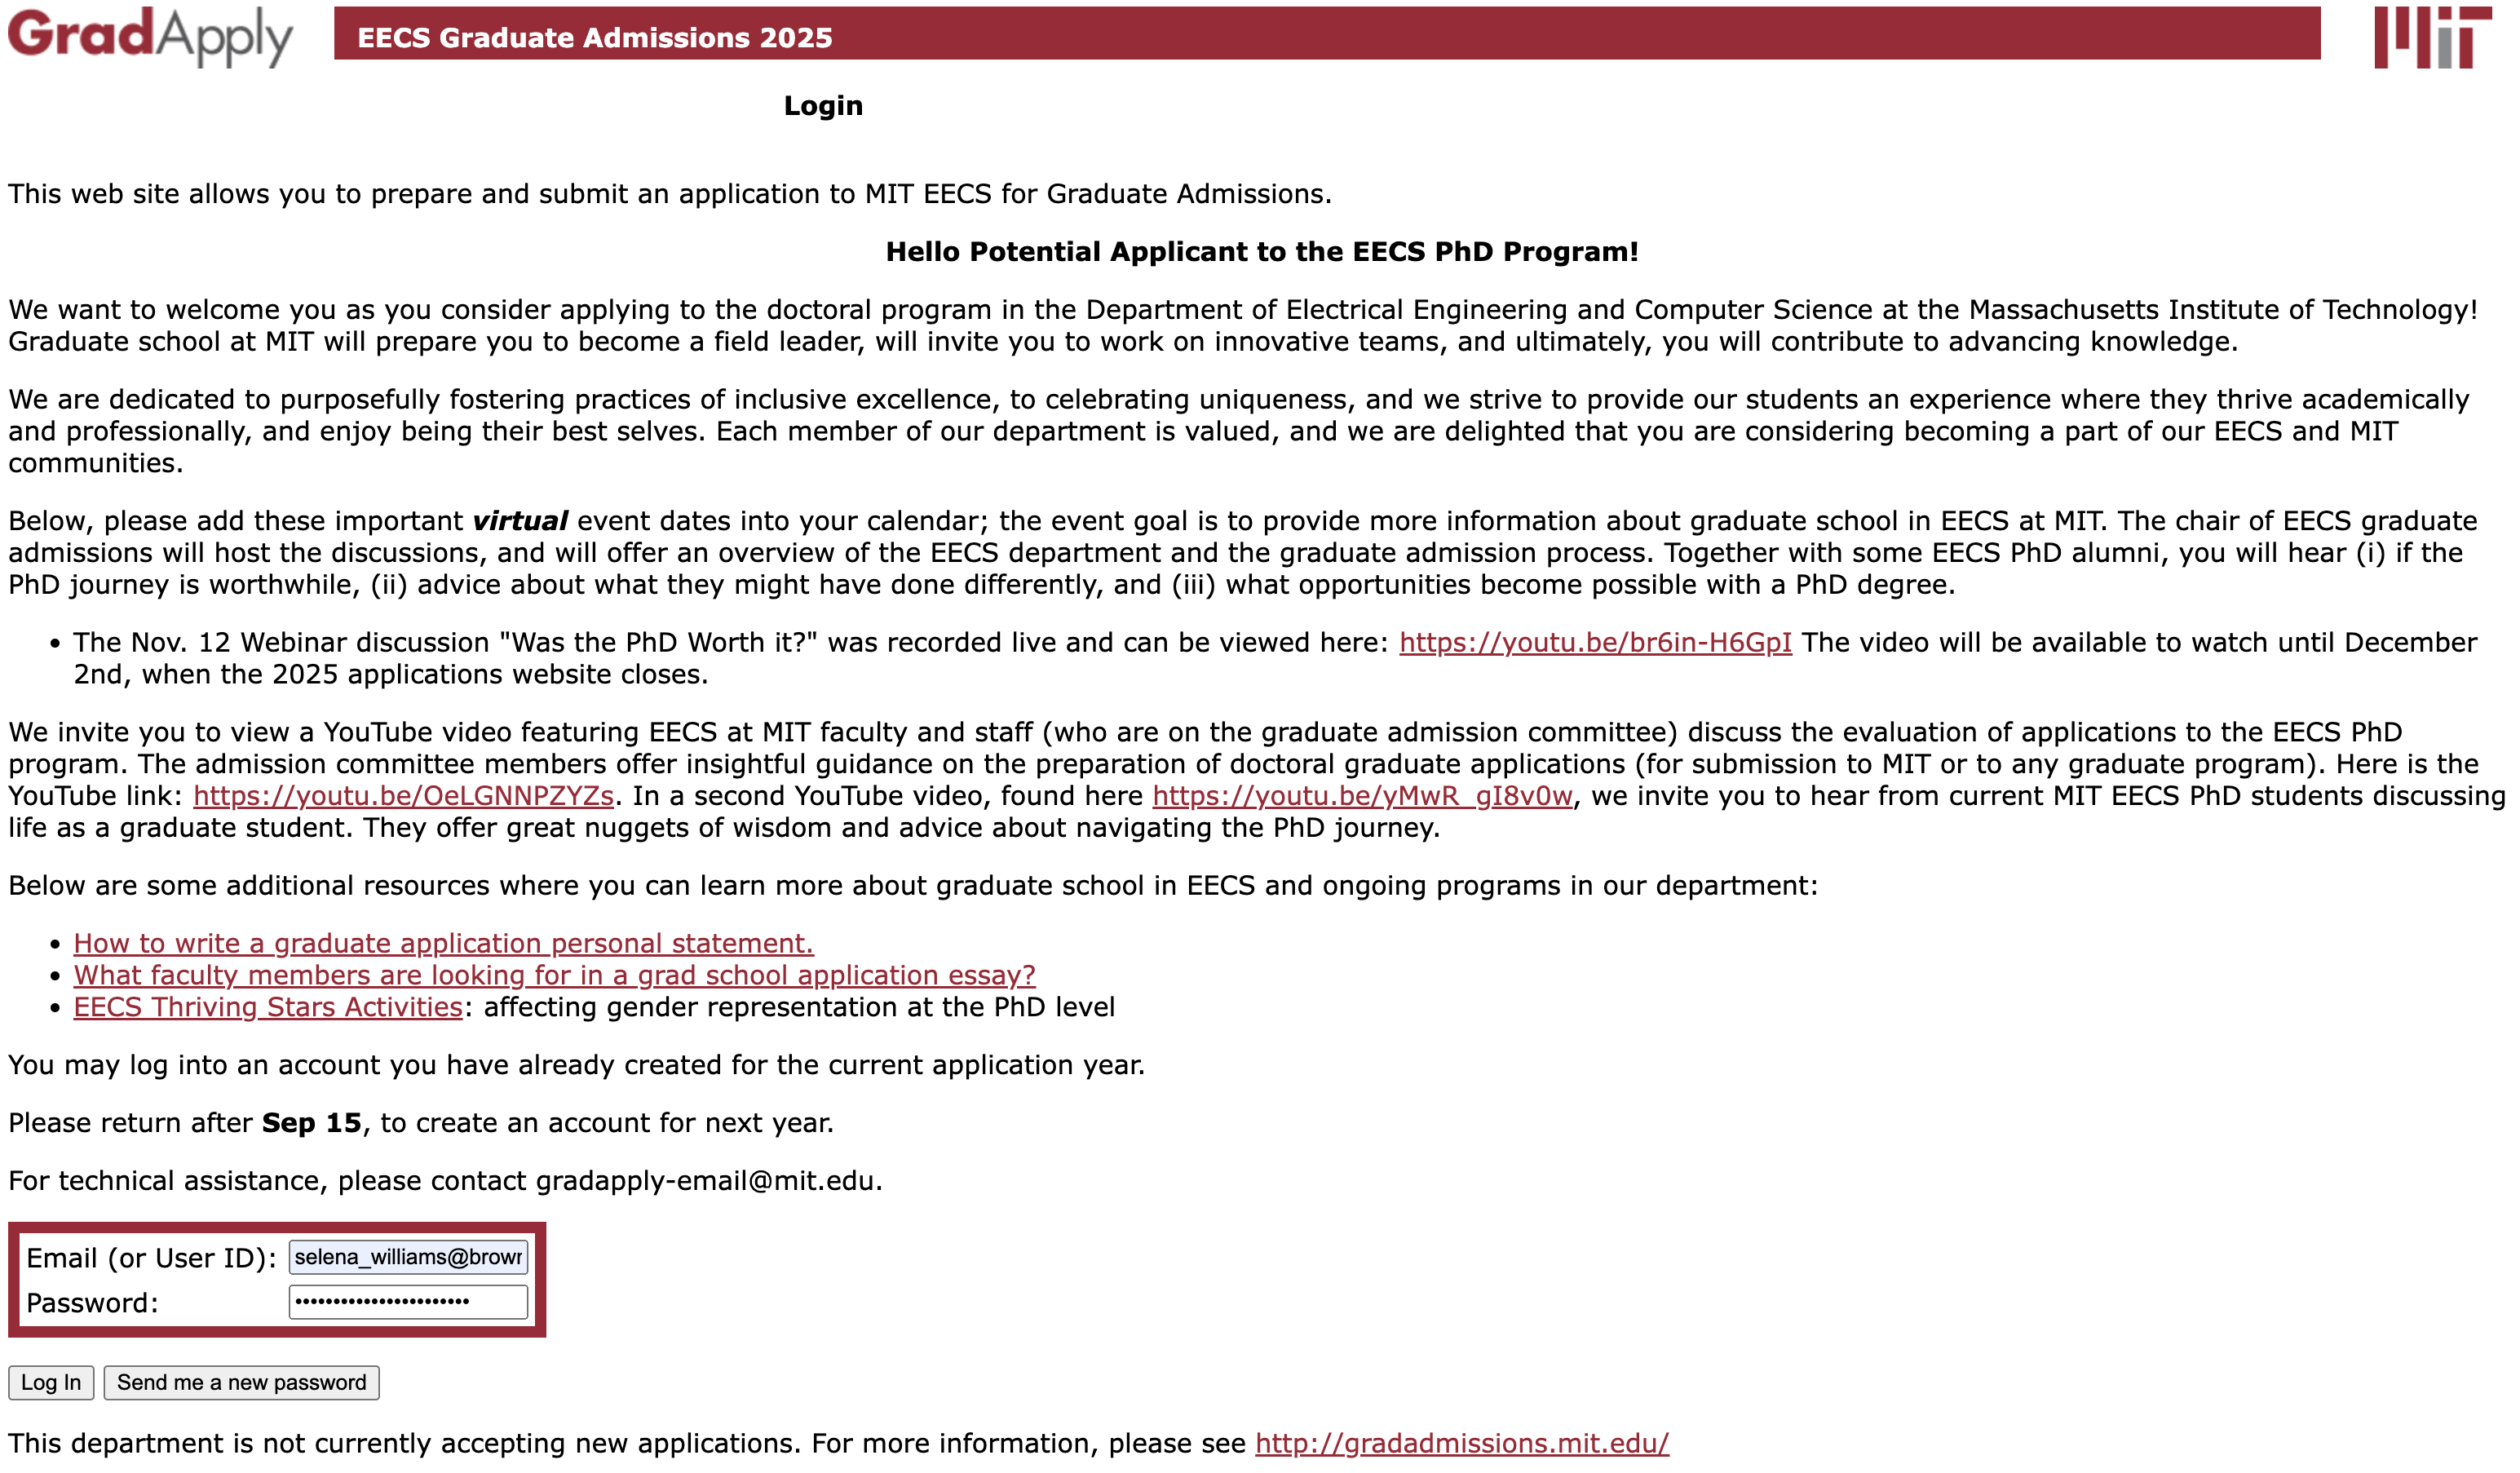 GradApply
EECS Graduate Admissions 2025
MIT
Login
This web site allows you to prepare and submit an application to MIT EECS for Graduate Admissions.
Hello Potential Applicant to the EECS PhD Program!
We want to welcome you as you consider applying to the doctoral program in the Department of Electrical Engineering and Computer Science at the Massachusetts Institute of Technology!
Graduate school at MIT will prepare you to become a field leader, will invite you to work on innovative teams, and ultimately, you will contribute to advancing knowledge.
We are dedicated to purposefully fostering practices of inclusive excellence, to celebrating uniqueness, and we strive to provide our students an experience where they thrive academically
and professionally, and enjoy being their best selves. Each member of our department is valued, and we are delighted that you are considering becoming a part of our EECS and MIT
communities.
Below, please add these important virtual event dates into your calendar; the event goal is to provide more information about graduate school in EECS at MIT. The chair of EECS graduate
admissions will host the discussions, and will offer an overview of the EECS department and the graduate admission process. Together with some EECS PhD alumni, you will hear (i) if the
PhD journey is worthwhile, (ii) advice about what they might have done differently, and (iii) what opportunities become possible with a PhD degree.
• The Nov. 12 Webinar discussion "Was the PhD Worth it?" was recorded live and can be viewed here: https://youtu.be/br6in-H6GpI The video will be available to watch until December
2nd, when the 2025 applications website closes.
We invite you to view a YouTube video featuring EECS at MIT faculty and staff (who are on the graduate admission committee) discuss the evaluation of applications to the EECS PhD
program. The admission committee members offer insightful guidance on the preparation of doctoral graduate applications (for submission to MIT or to any graduate program). Here is the
YouTube link: https://youtu.be/OeLGNNPZYZs. In a second YouTube video, found here https://youtu.be/yMwR_gI8v0w, we invite you to hear from current MIT EECS PhD students discussing
life as a graduate student. They offer great nuggets of wisdom and advice about navigating the PhD journey.
Below are some additional resources where you can learn more about graduate school in EECS and ongoing programs in our department:
• How to write a graduate application personal statement.
• What faculty members are looking for in a grad school application essay?
• EECS Thriving Stars Activities: affecting gender representation at the PhD level
You may log into an account you have already created for the current application year.
Please return after Sep 15, to create an account for next year.
For technical assistance, please contact gradapply-email@mit.edu.
Email (or User ID): selena_williams@brown
Password: •••••••••••••••••••••••
Log In Send me a new password
This department is not currently accepting new applications. For more information, please see http://gradadmissions.mit.edu/